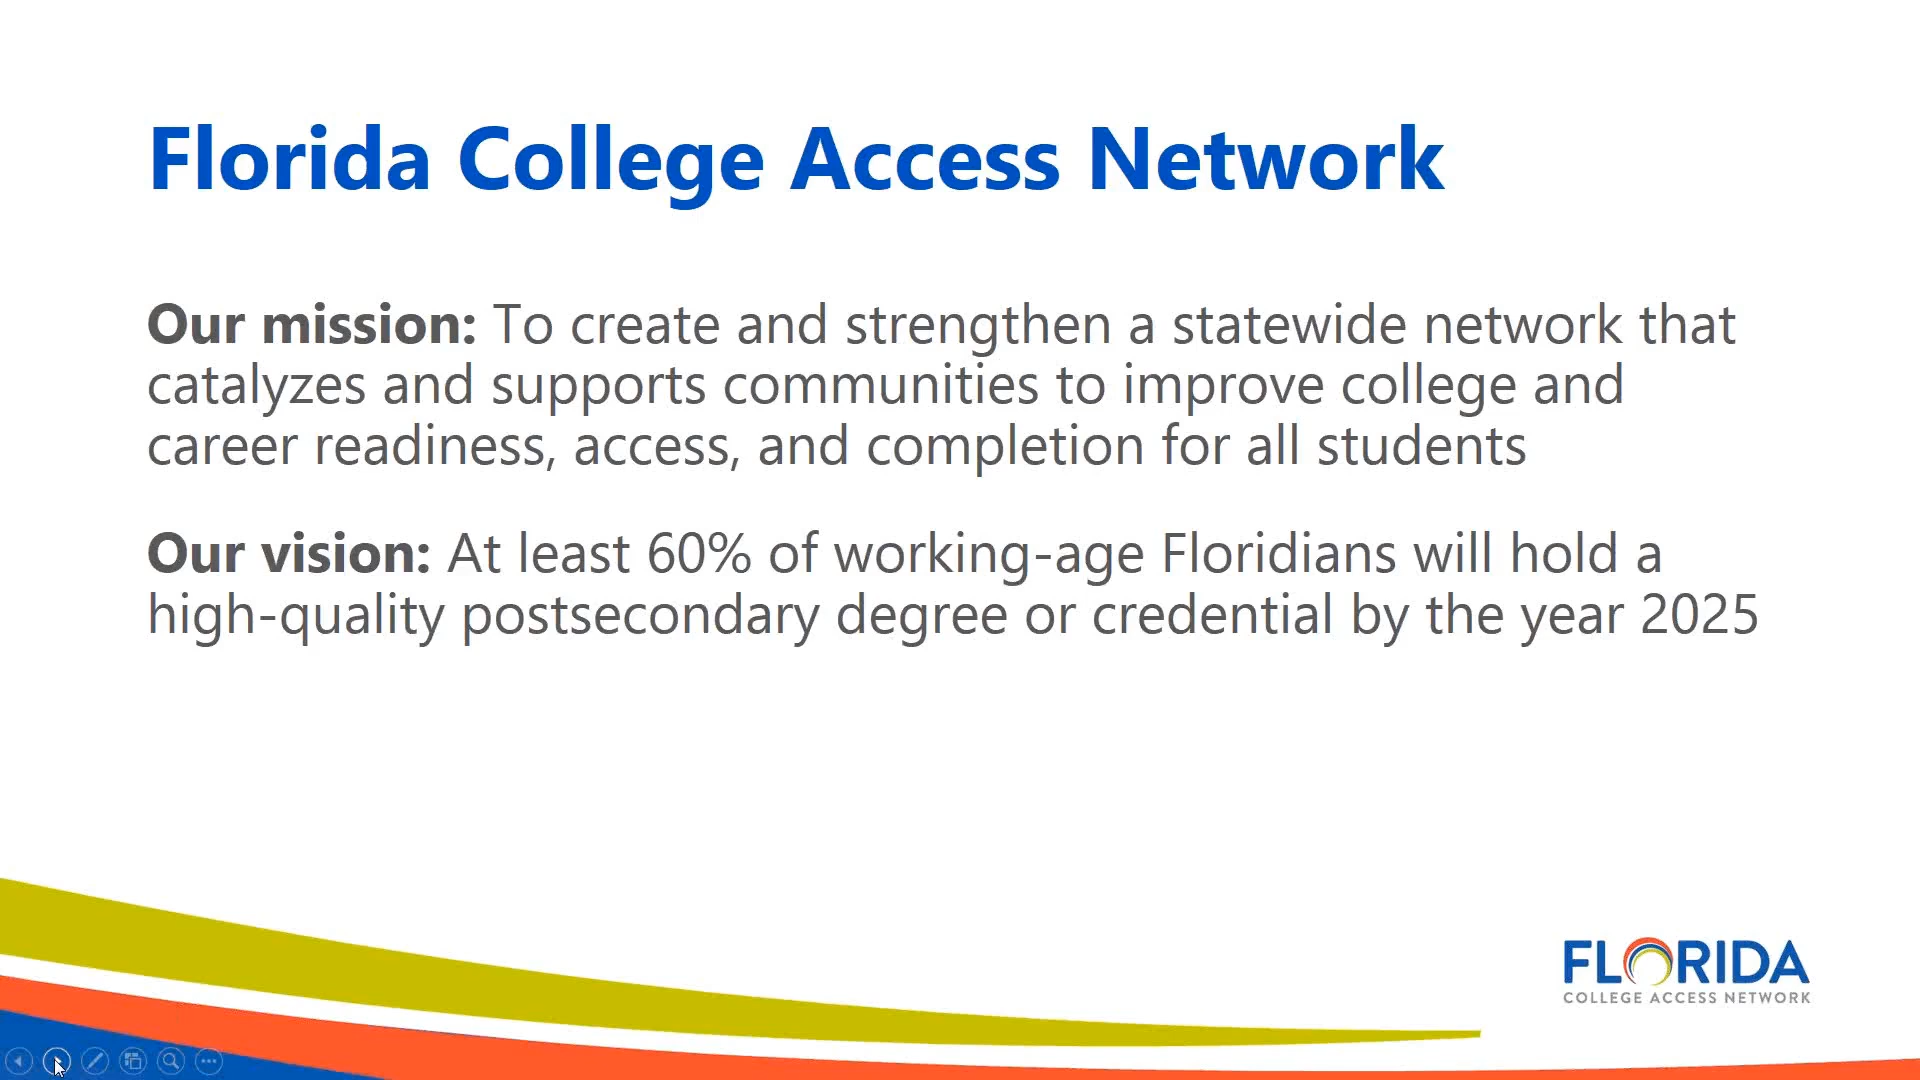 Florida College Access Network
Our mission: To create and strengthen a statewide network that
catalyzes and supports communities to improve college and
career readiness, access, and completion for all students
Our vision: At least 60% of working-age Floridians will hold a
high-quality postsecondary degree or credential by the year 2025
FLORIDA
COLLEGE ACCESS NETWORK